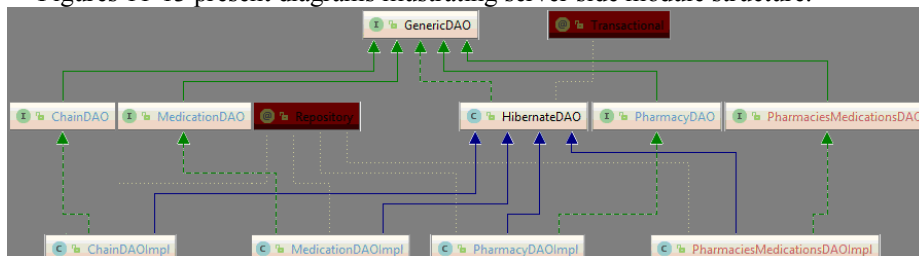 Figures 11-13 present diagrams illustrating server side module structure.
I GenericDAO @ Transactional
I ChainDAO I MedicationDAO @ Repository C HibernateDAO I PharmacyDAO I PharmaciesMedicationsDAO
C ChainDAOImpl C MedicationDAOImpl C PharmacyDAOImpl C PharmaciesMedicationsDAOImpl